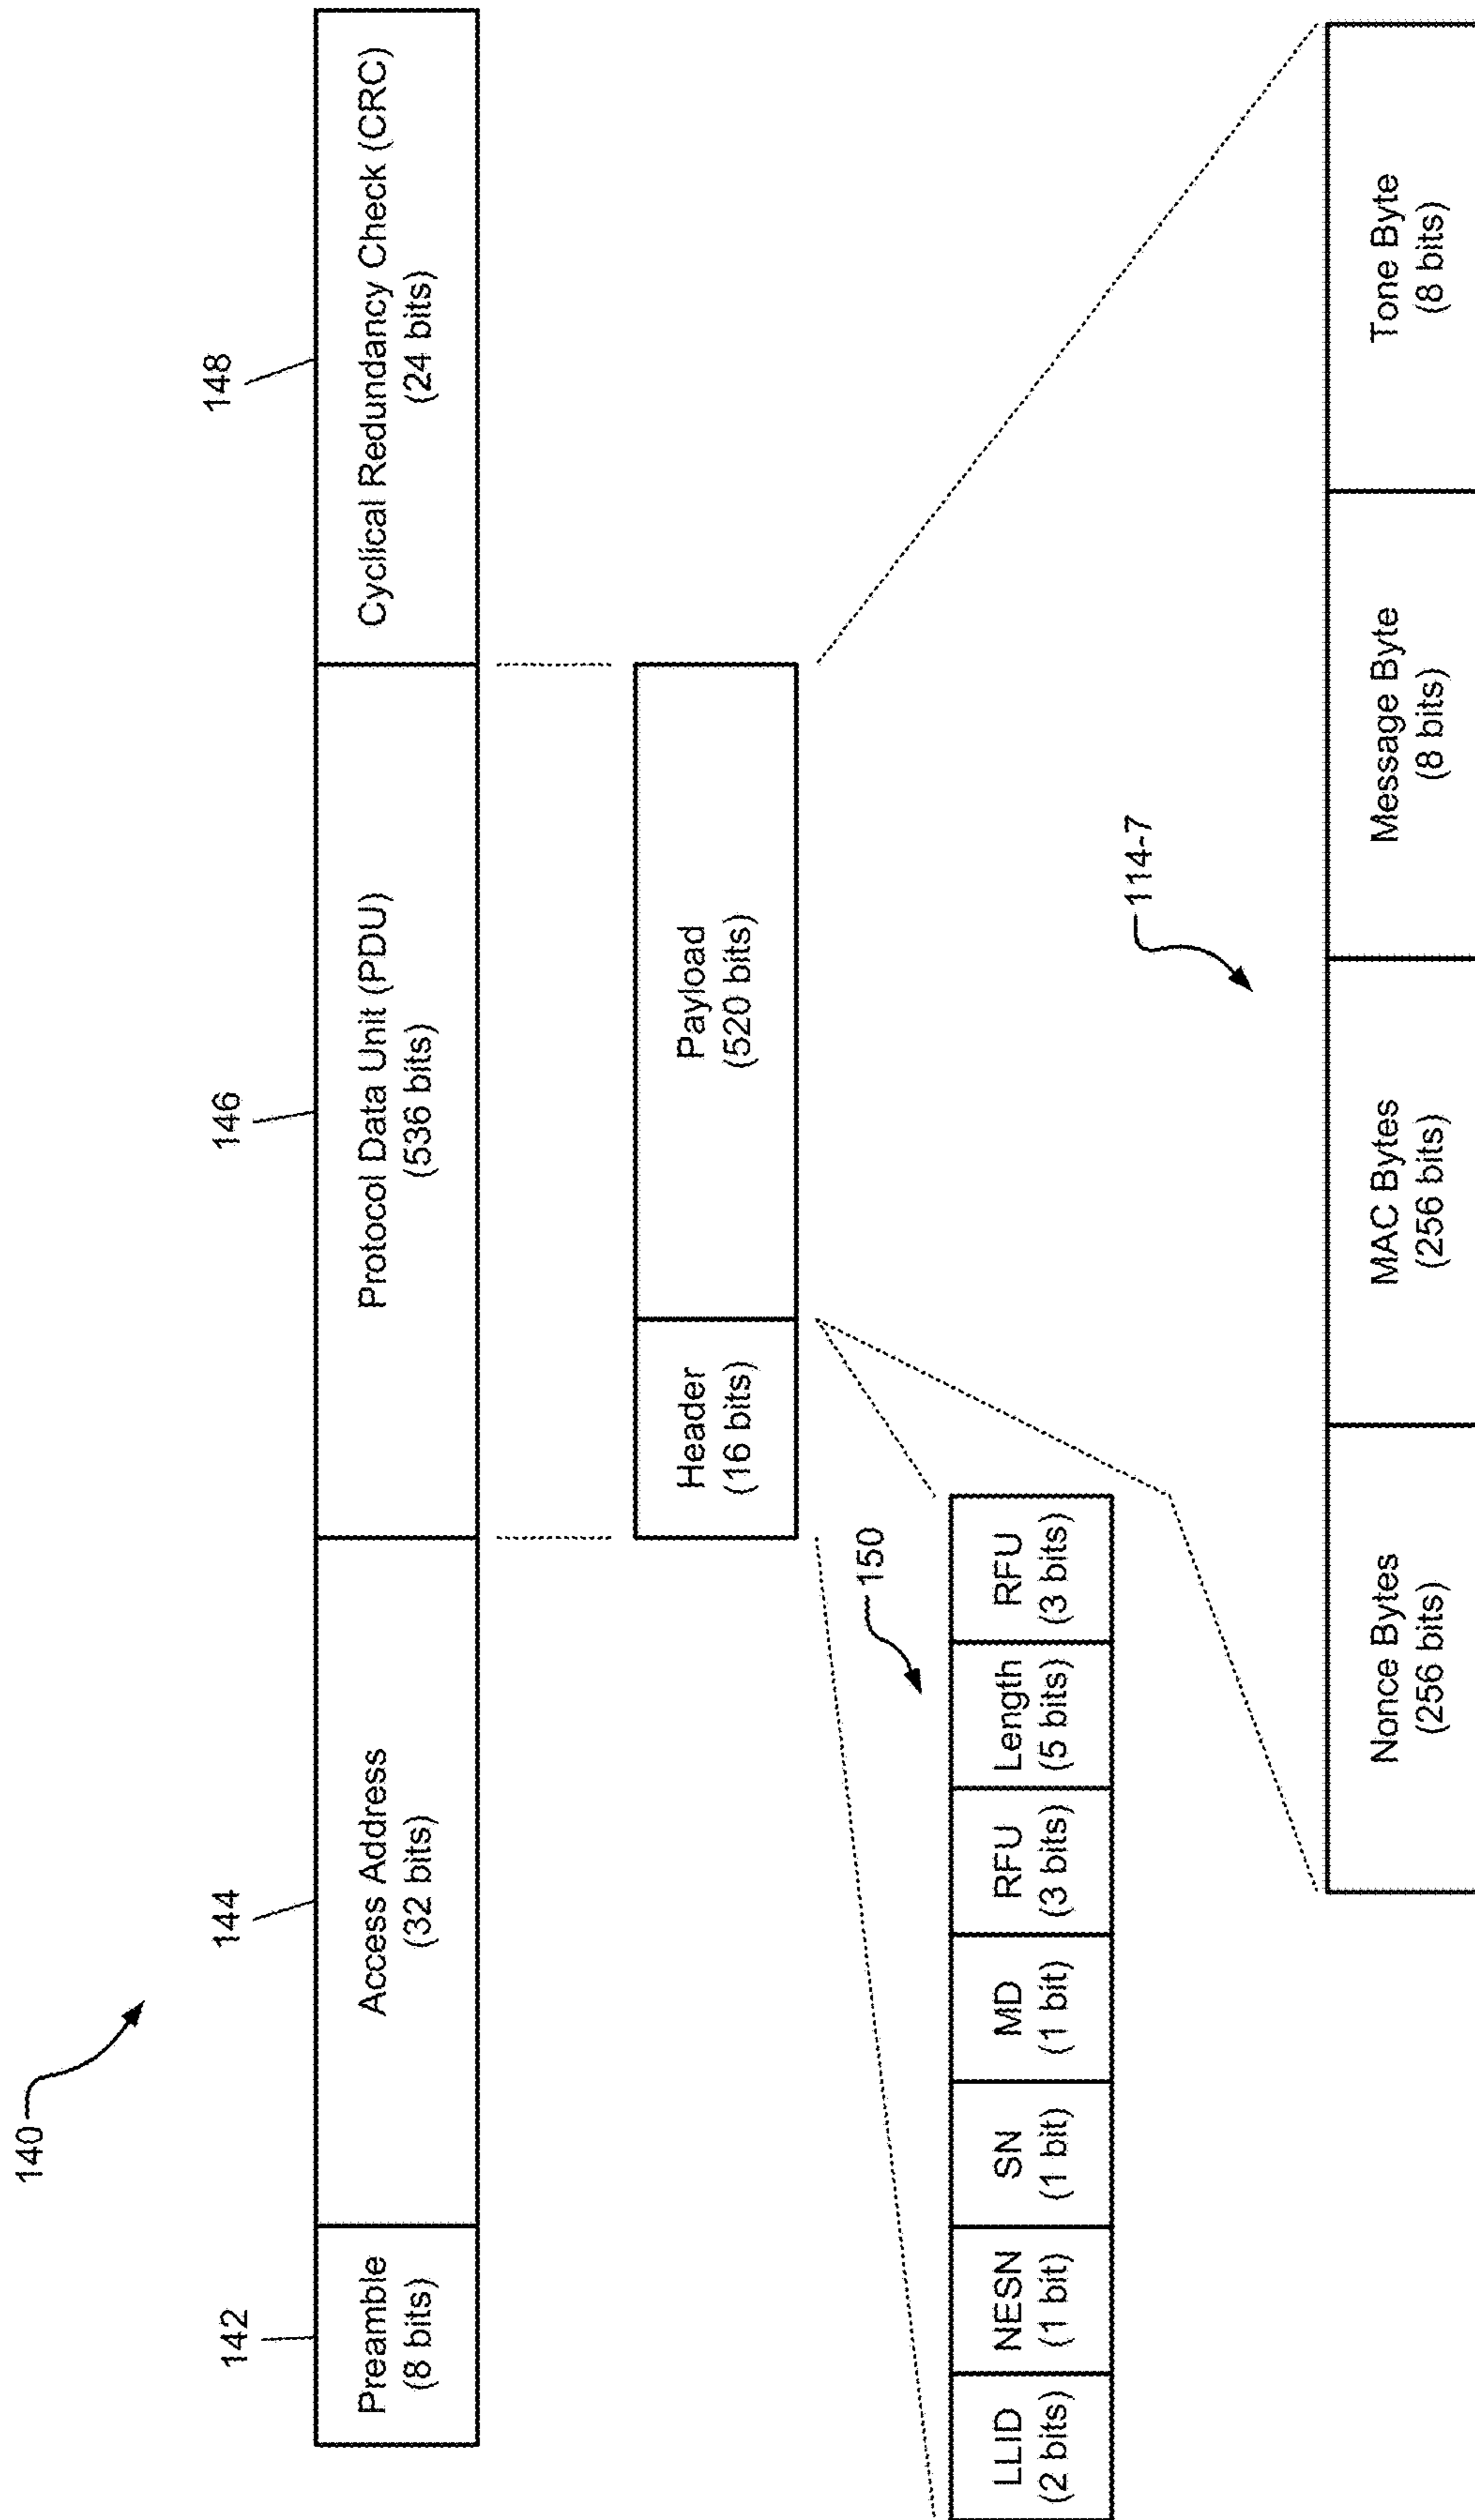 140
142
144
146
148
Preamble
(8 bits)
Access Address
(32 bits)
Protocol Data Unit (PDU)
(536 bits)
Cyclical Redundancy Check (CRC)
(24 bits)
Header
(16 bits)
Payload
(520 bits)
150
LLID
(2 bits)
NESN
(1 bit)
SN
(1 bit)
MD
(1 bit)
RFU
(3 bits)
Length
(5 bits)
RFU
(3 bits)
114-7
Nonce Bytes
(256 bits)
MAC Bytes
(256 bits)
Message Byte
(8 bits)
Tone Byte
(8 bits)